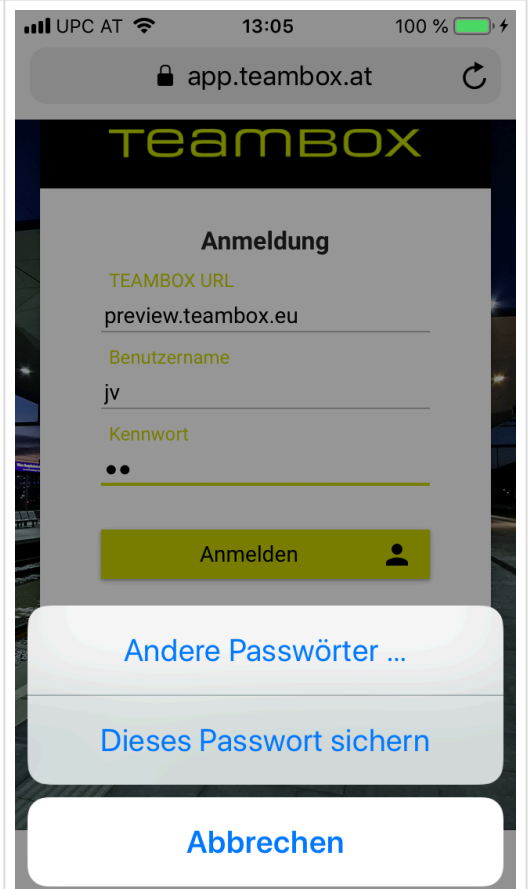 UPC AT 13:05 100 %
app.teambox.at
TEAMBOX
Anmeldung
TEAMBOX URL
preview.teambox.eu
Benutzername
jv
Kennwort
••
Anmelden
Andere Passwörter ...
Dieses Passwort sichern
Abbrechen